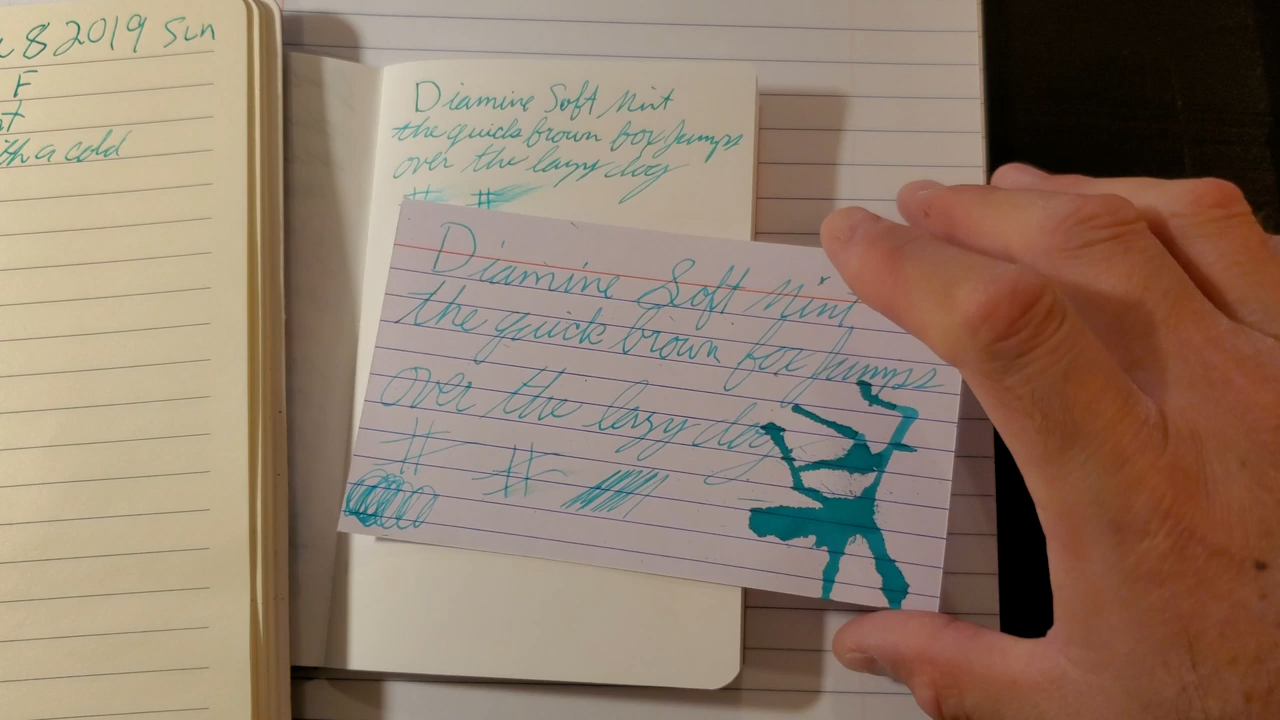 8 2019 Sun
F
with a cold
Diamine Soft Mint
the quick brown fox jumps
over the lazy dog
# #
Diamine Soft Mint
the quick brown fox jumps
over the lazy dog
# #